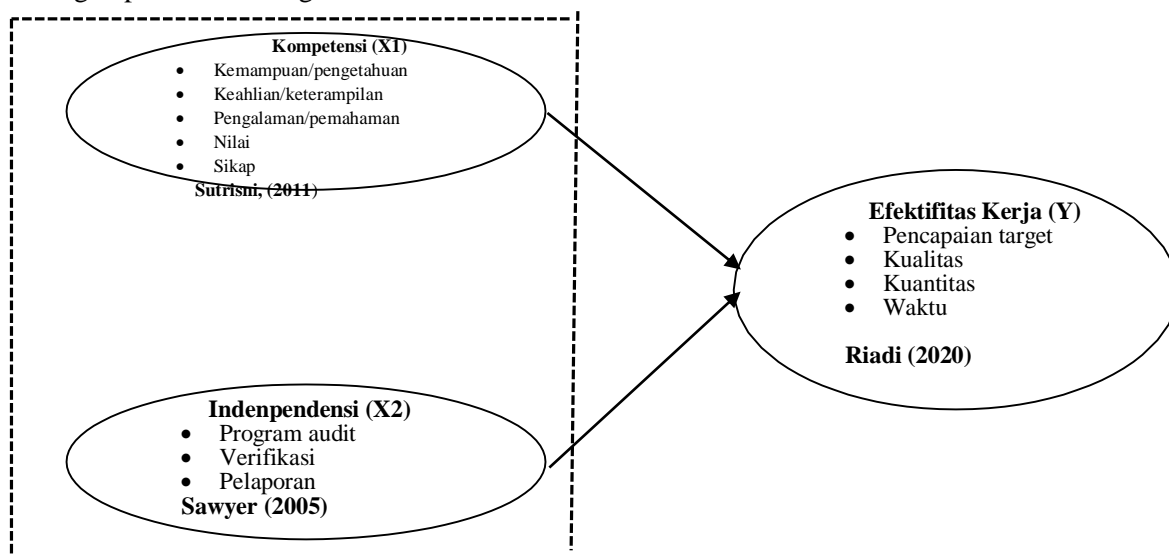 Kompetensi (X1)
• Kemampuan/pengetahuan
• Keahlian/keterampilan
• Pengalaman/pemahaman
• Nilai
• Sikap
Sutrisni, (2011)
Efektifitas Kerja (Y)
• Pencapaian target
• Kualitas
• Kuantitas
• Waktu
Riadi (2020)
Indenpendensi (X2)
• Program audit
• Verifikasi
• Pelaporan
Sawyer (2005)